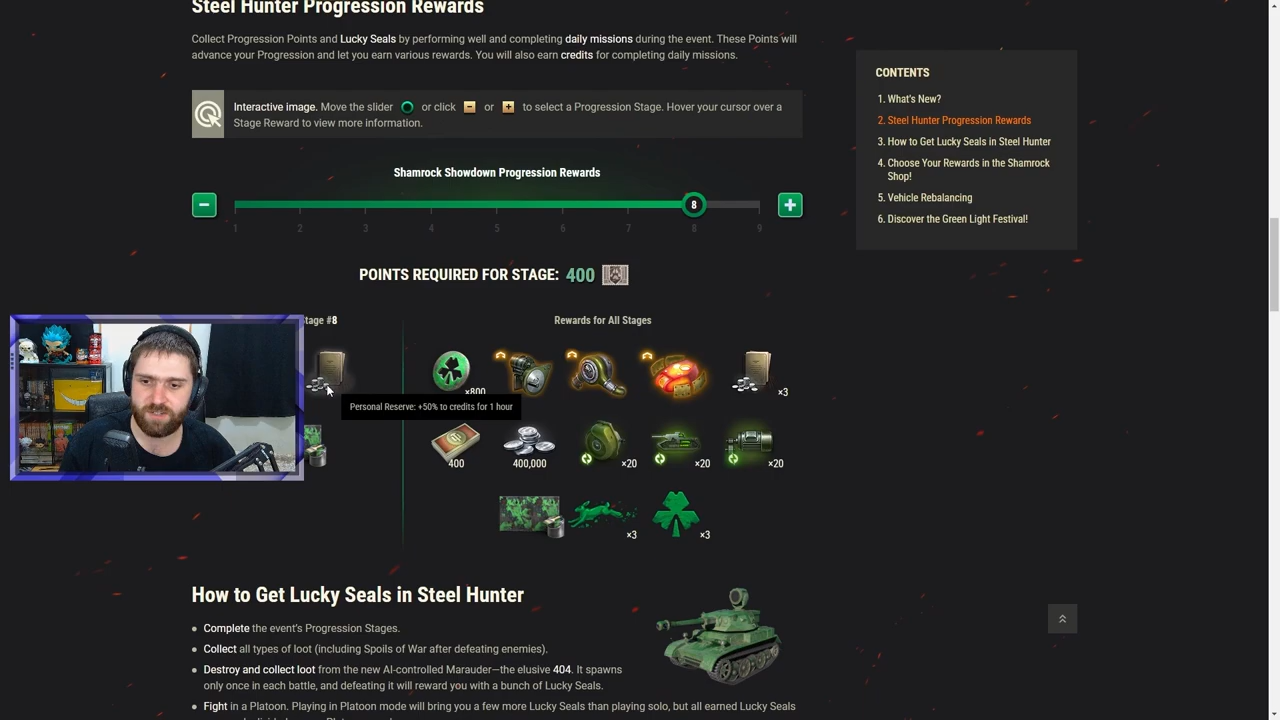 Steel Hunter Progression Rewards
Collect Progression Points and Lucky Seals by performing well and completing daily missions during the event. These Points will
advance your Progression and let you earn various rewards. You will also earn credits for completing daily missions.
Interactive image. Move the slider or click - or + to select a Progression Stage. Hover your cursor over a
Stage Reward to view more information.
Shamrock Showdown Progression Rewards
8
1 2 3 4 5 6 7 8 9
POINTS REQUIRED FOR STAGE: 400
tage #8
Rewards for All Stages
×800
×3
Personal Reserve: +50% to credits for 1 hour
400
400,000
×20
×20
×20
×3
×3
How to Get Lucky Seals in Steel Hunter
Complete the event's Progression Stages.
Collect all types of loot (including Spoils of War after defeating enemies).
Destroy and collect loot from the new AI-controlled Marauder—the elusive 404. It spawns
only once in each battle, and defeating it will reward you with a bunch of Lucky Seals.
Fight in a Platoon. Playing in Platoon mode will bring you a few more Lucky Seals than playing solo, but all earned Lucky Seals
CONTENTS
1. What's New?
2. Steel Hunter Progression Rewards
3. How to Get Lucky Seals in Steel Hunter
4. Choose Your Rewards in the Shamrock
Shop!
5. Vehicle Rebalancing
6. Discover the Green Light Festival!